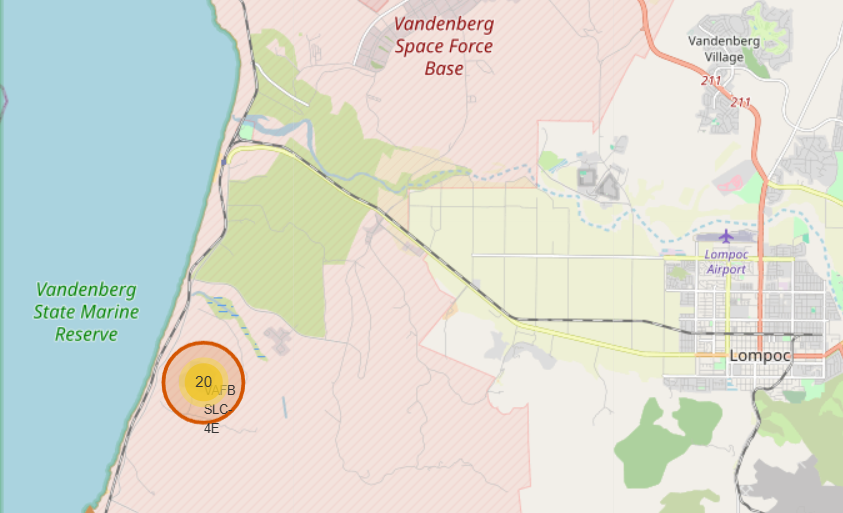 Vandenberg
Space Force
Base
Vandenberg
Village
211
211
Lompoc
Airport
Vandenberg
State Marine
Reserve
Lompoc
20
VAFB
SLC-
4E